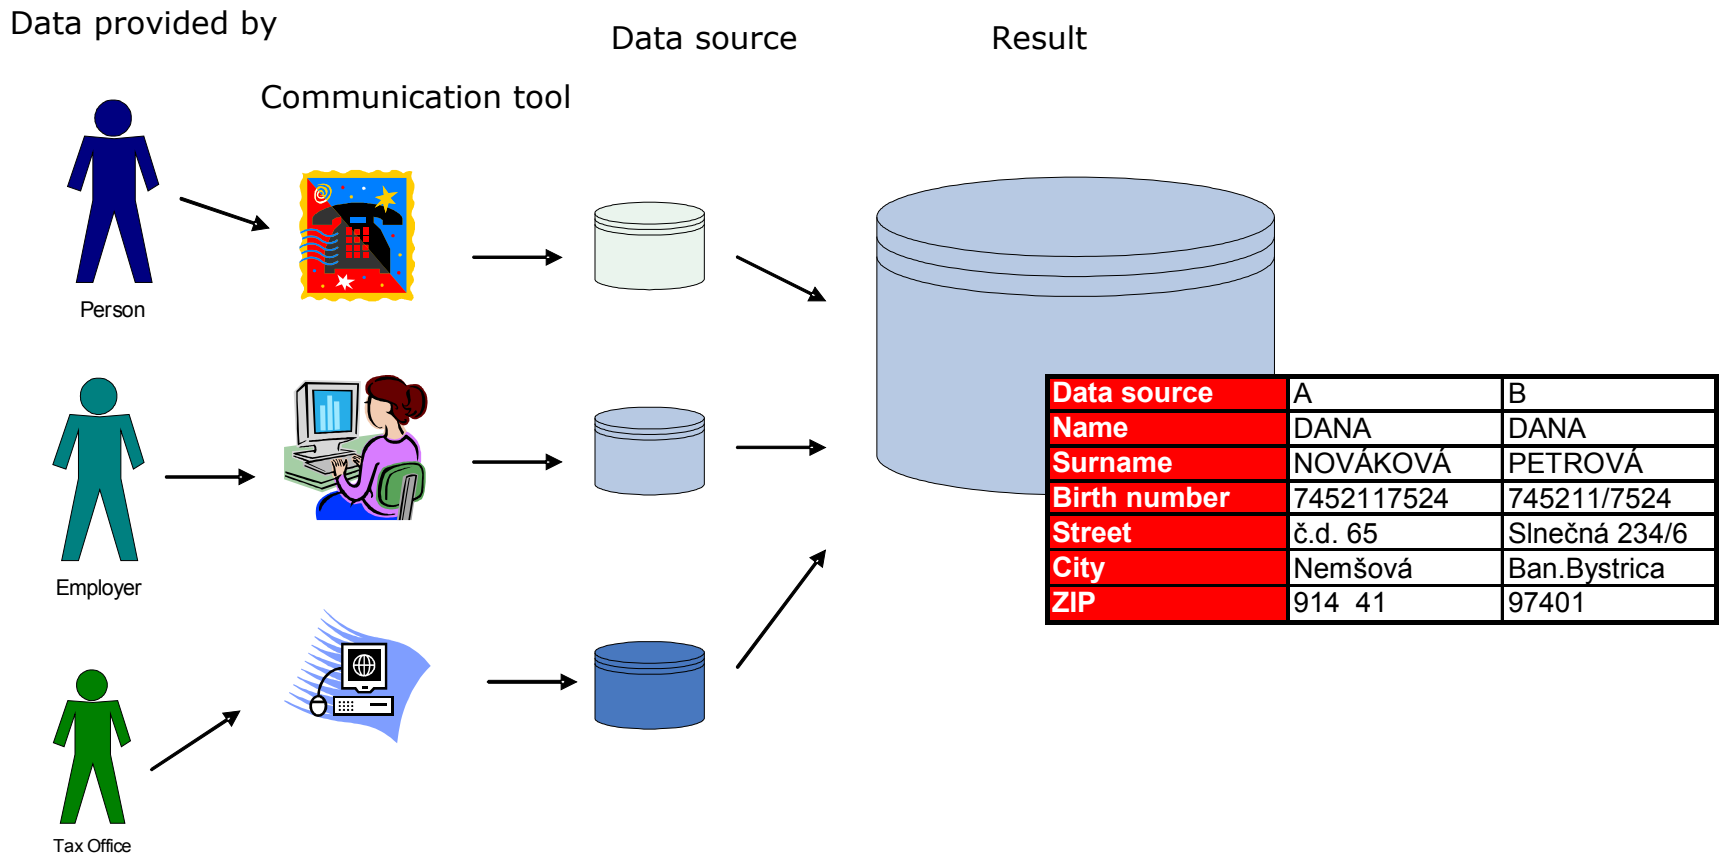 Data provided by
Data source
Result
Communication tool
Person
Employer
Tax Office
Data source A B
Name DANA DANA
Surname NOVÁKOVÁ PETROVÁ
Birth number 7452117524 745211/7524
Street č.d. 65 Slnečná 234/6
City Nemšová Ban.Bystrica
ZIP 914 41 97401